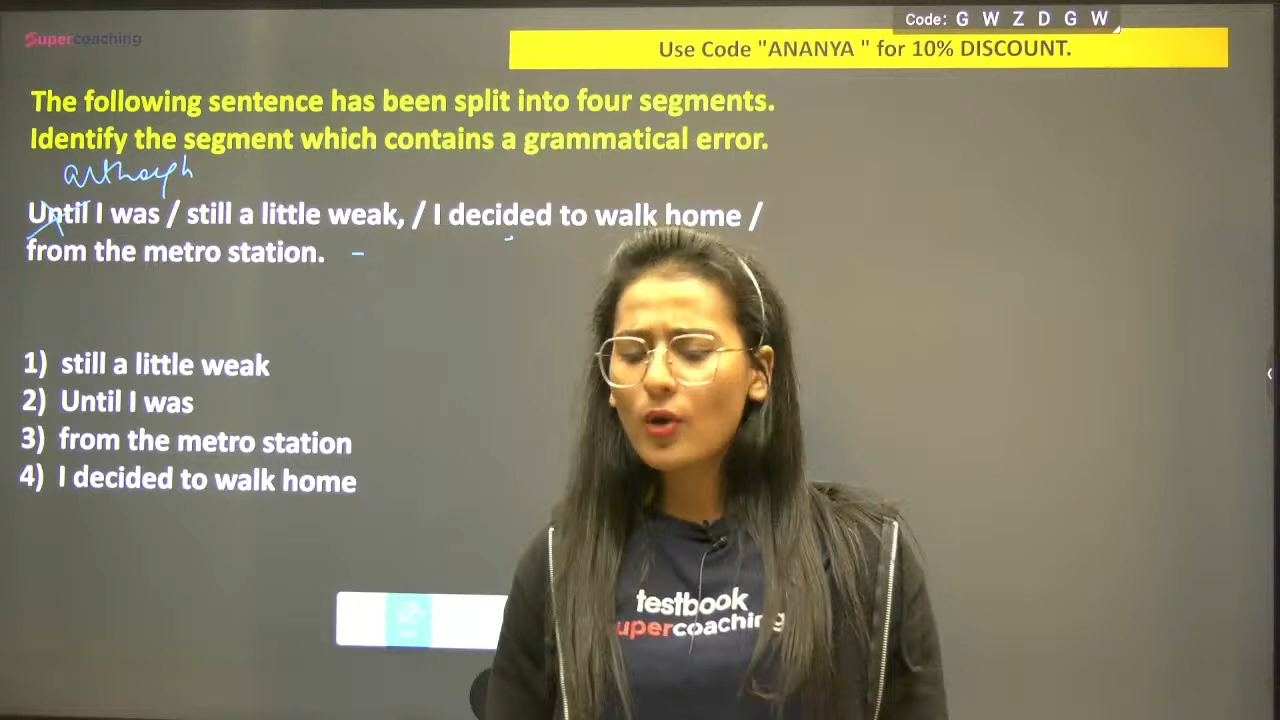 Code: G W Z D G W
Supercoaching
Use Code "ANANYA " for 10% DISCOUNT.
The following sentence has been split into four segments.
Identify the segment which contains a grammatical error.
although
Until I was / still a little weak, / I decided to walk home /
from the metro station.
1) still a little weak
2) Until I was
3) from the metro station
4) I decided to walk home
testbook
supercoaching